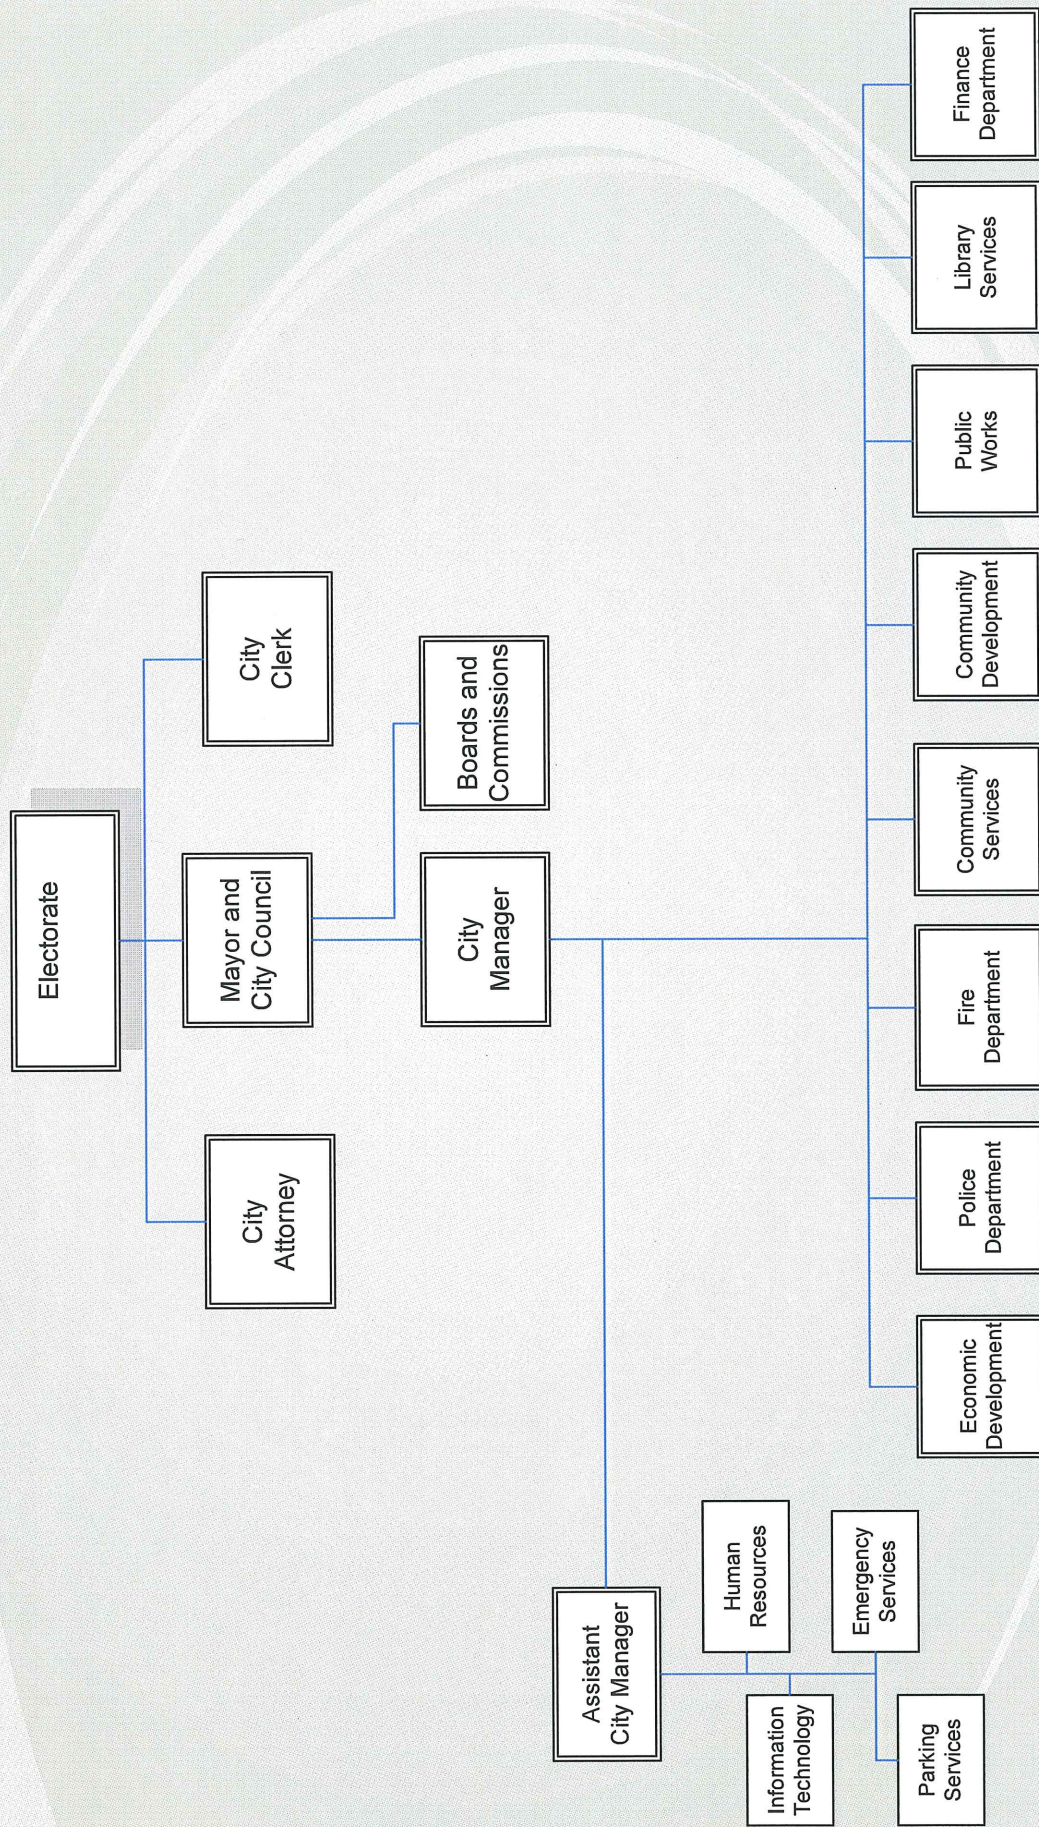 Electorate
City
Attorney
Mayor and
City Council
City
Clerk
City
Manager
Boards and
Commissions
Assistant
City Manager
Human
Resources
Information
Technology
Emergency
Services
Parking
Services
Economic
Development
Police
Department
Fire
Department
Community
Services
Community
Development
Public
Works
Library
Services
Finance
Department